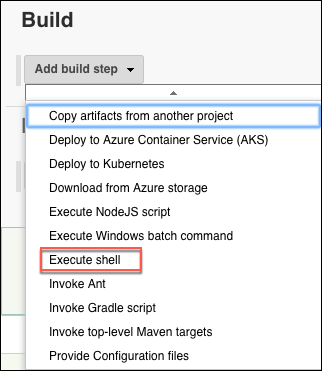 Build
Add build step
Copy artifacts from another project
Deploy to Azure Container Service (AKS)
Deploy to Kubernetes
Download from Azure storage
Execute NodeJS script
Execute Windows batch command
Execute shell
Invoke Ant
Invoke Gradle script
Invoke top-level Maven targets
Provide Configuration files